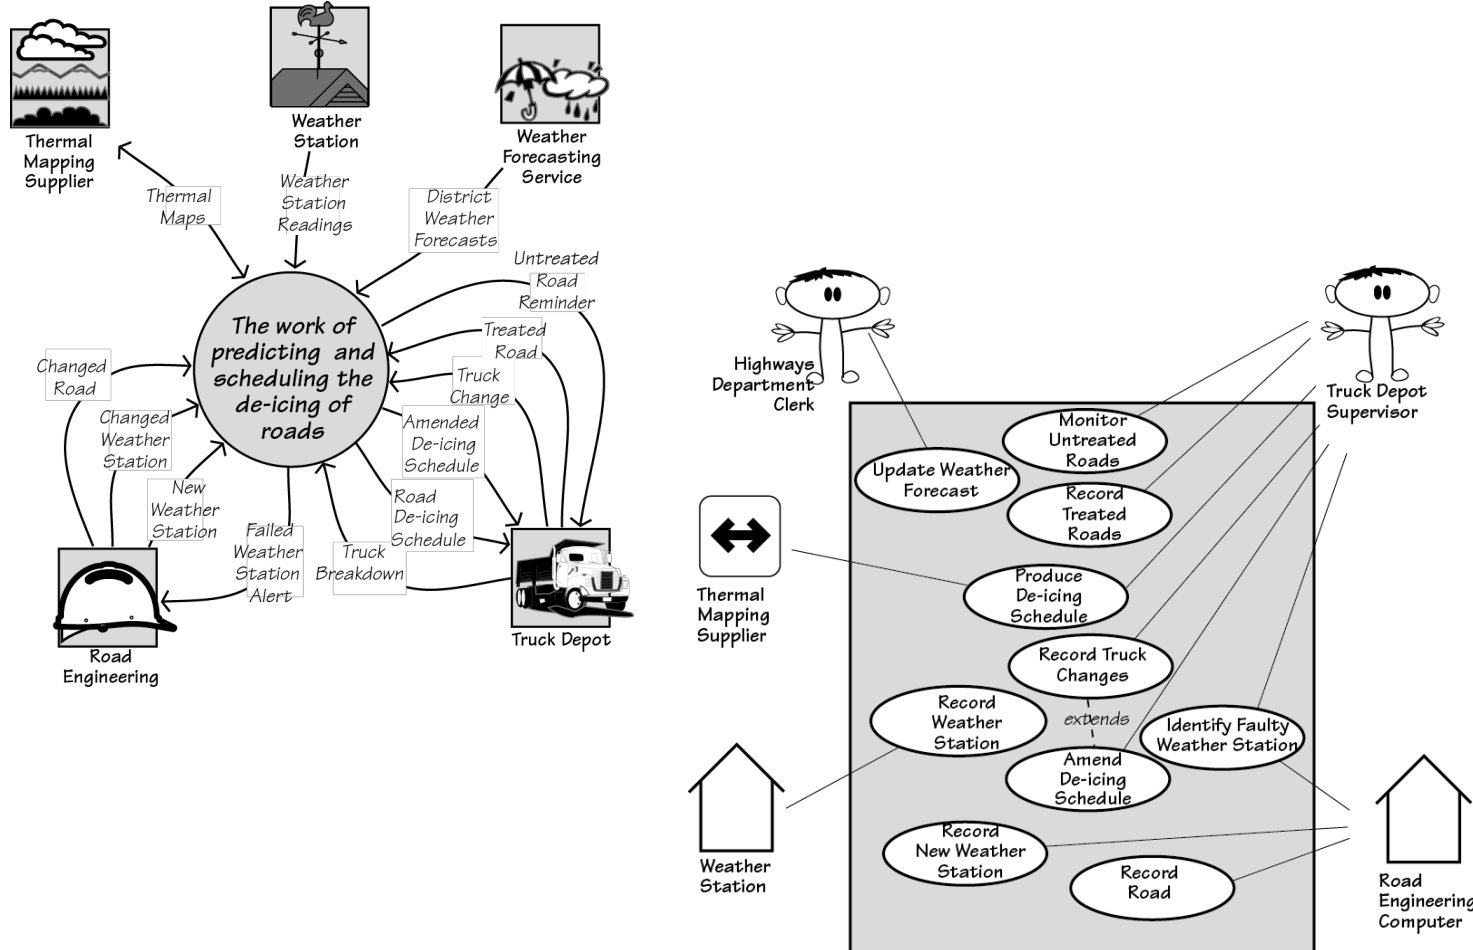 Thermal
Mapping
Supplier
Weather
Station
Weather
Forecasting
Service
Thermal
Maps
Weather
Station
Readings
District
Weather
Forecasts
Untreated
Road
Reminder
The work of
predicting and
scheduling the
de-icing of
roads
Treated
Road
Truck
Change
Changed
Road
Changed
Weather
Station
New
Weather
Station
Failed
Weather
Station
Alert
Truck
Breakdown
Amended
De-icing
Schedule
Road
De-icing
Schedule
Road
Engineering
Truck Depot
Highways
Department
Clerk
Truck Depot
Supervisor
Monitor
Untreated
Roads
Update Weather
Forecast
Record
Treated
Roads
Thermal
Mapping
Supplier
Produce
De-icing
Schedule
Record Truck
Changes
Record
Weather
Station
extends
Identify Faulty
Weather Station
Amend
De-icing
Schedule
Weather
Station
Record
New Weather
Station
Record
Road
Road
Engineering
Computer